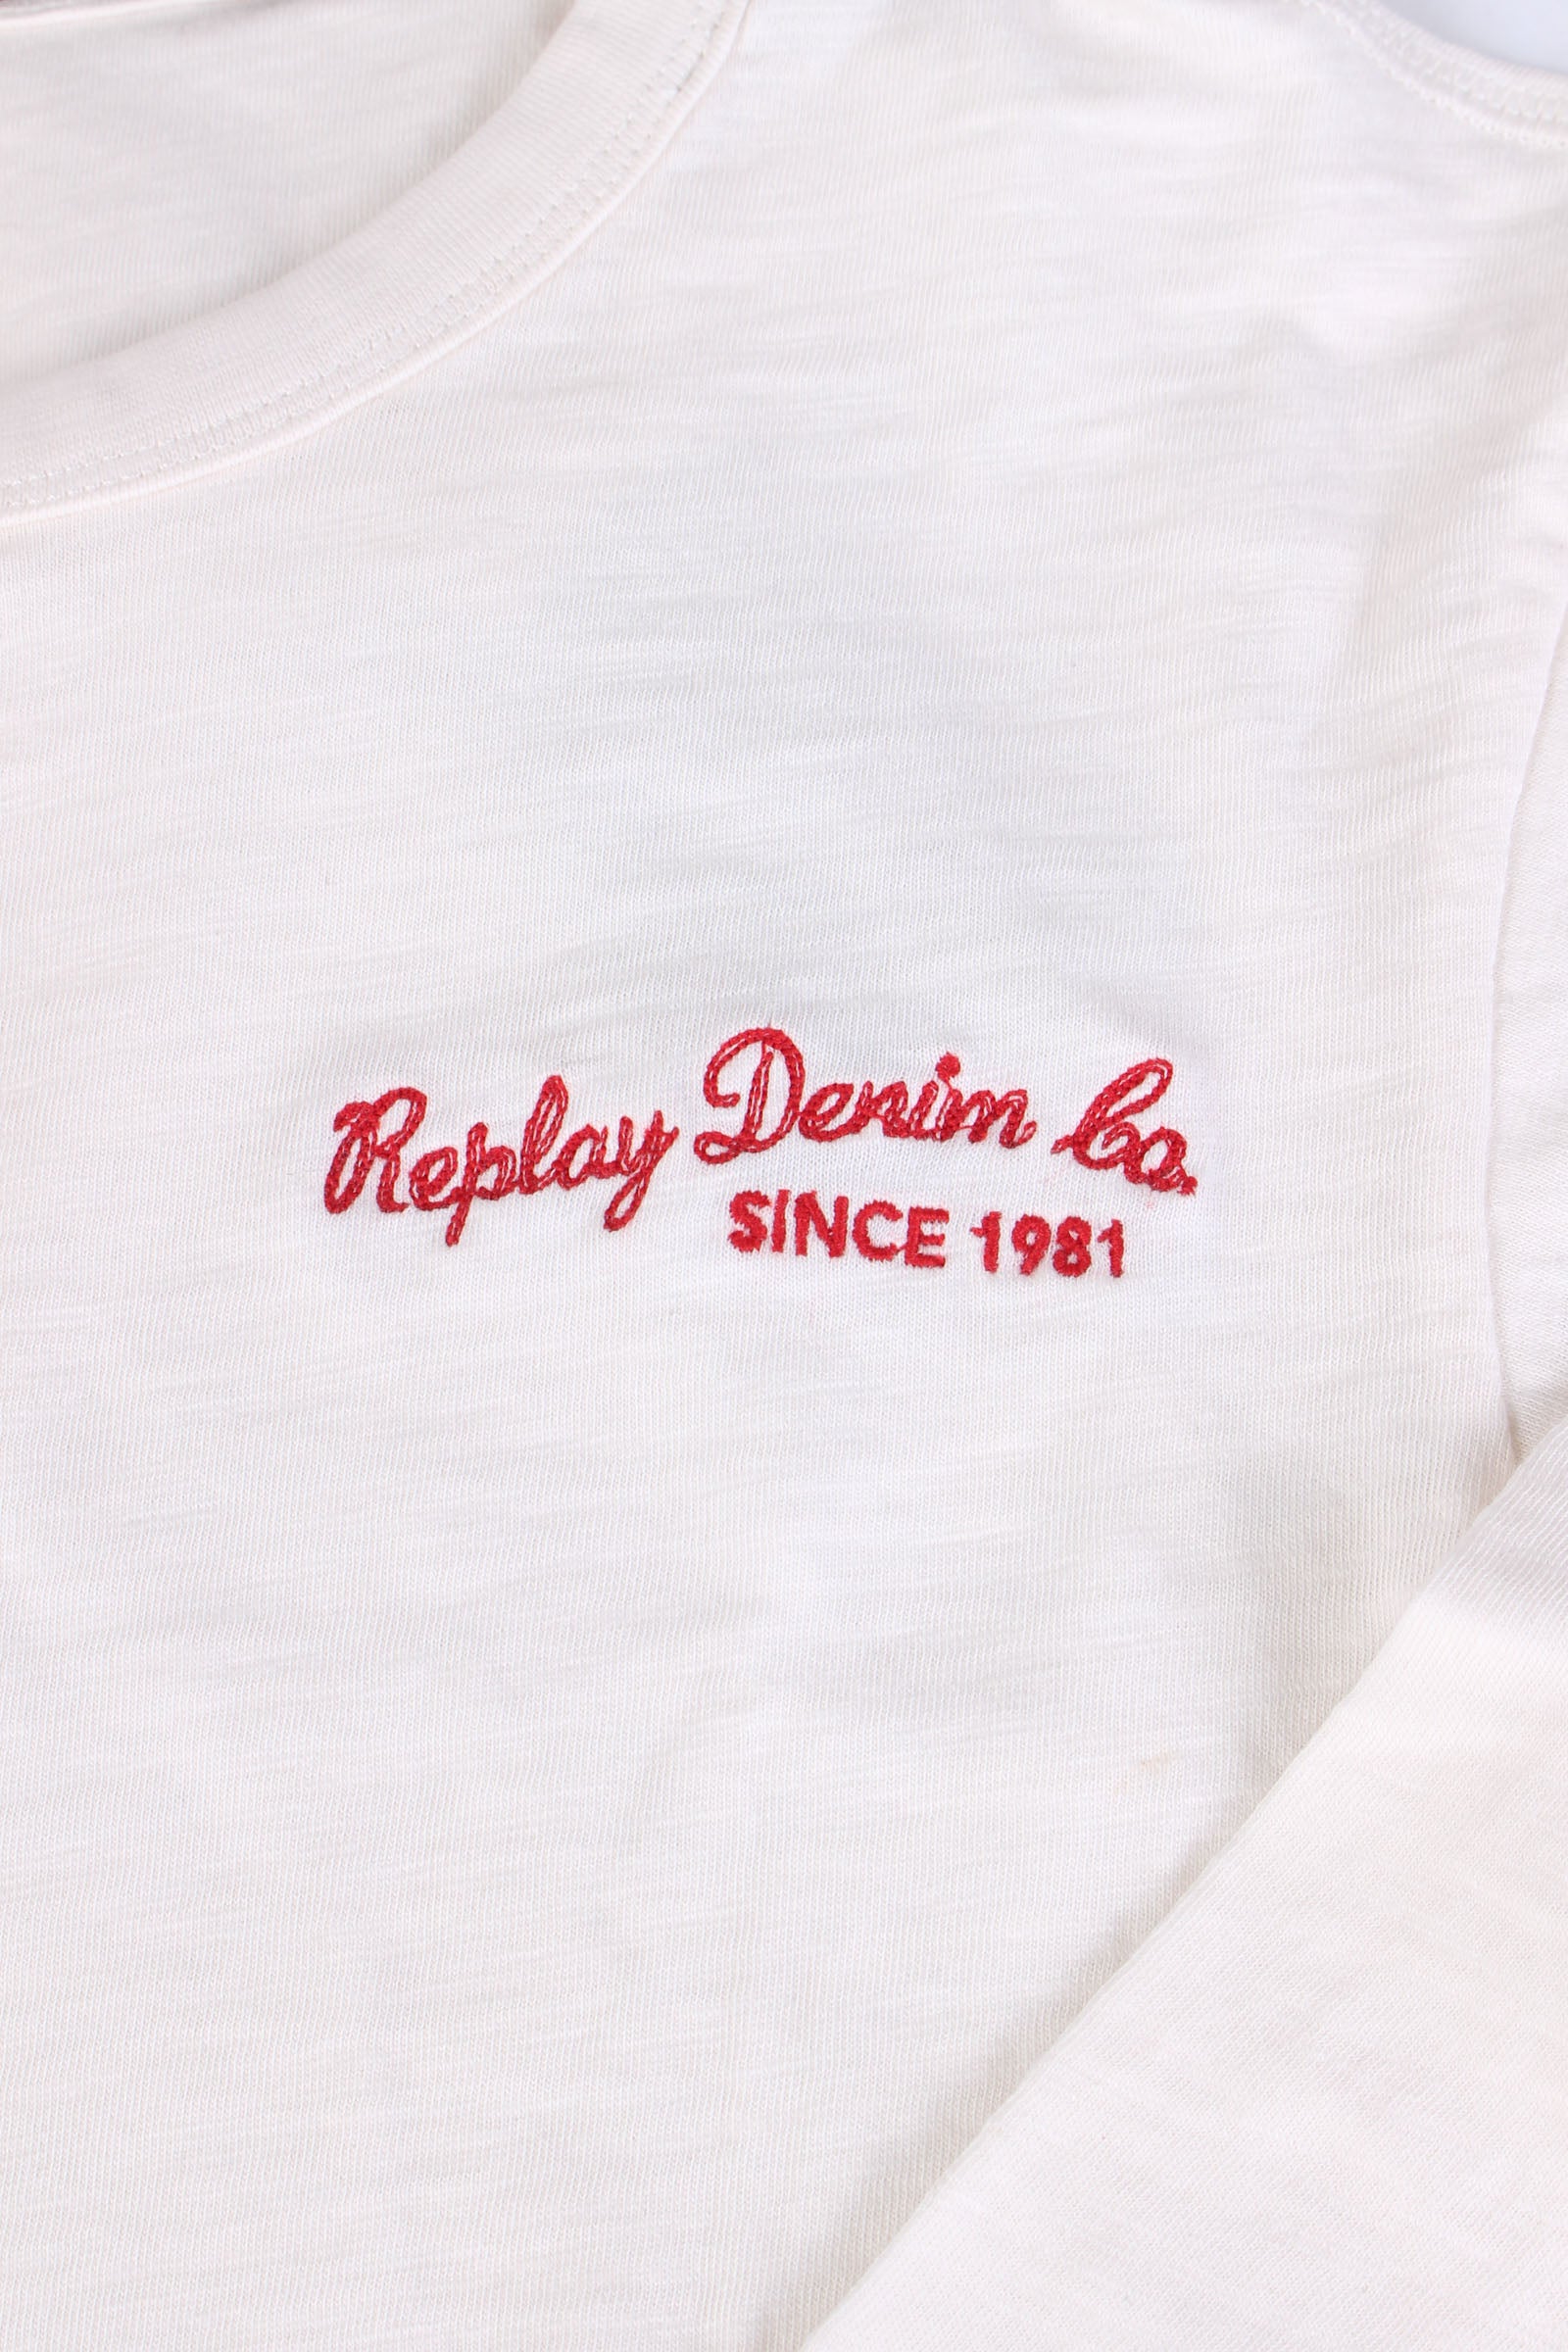 Replay Denim Co.
SINCE 1981